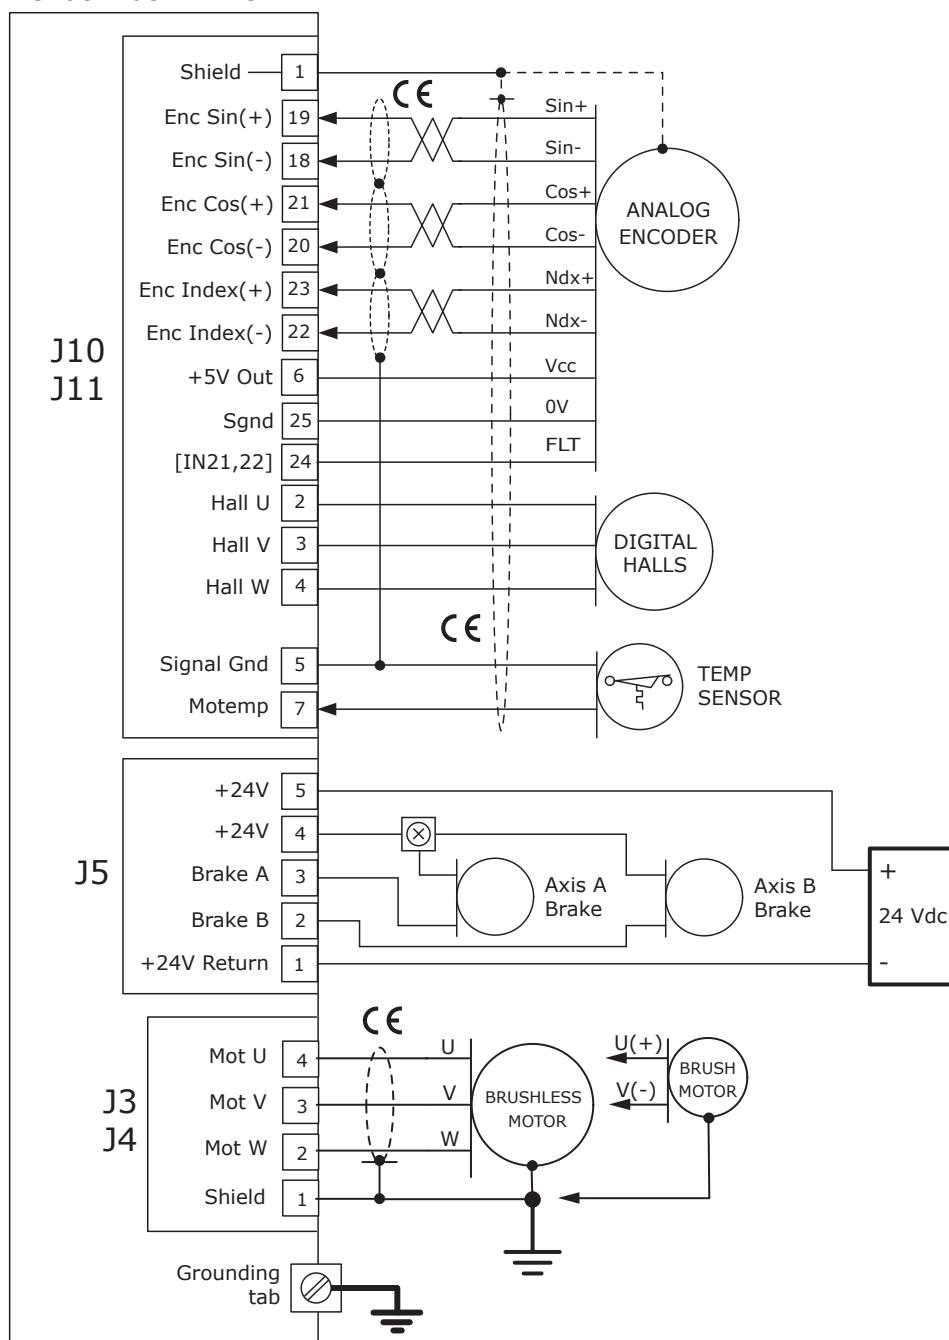 Shield 1
Enc Sin(+) 19 Sin+
Enc Sin(-) 18 Sin-
Enc Cos(+) 21 Cos+
Enc Cos(-) 20 Cos-
Enc Index(+) 23 Ndx+
Enc Index(-) 22 Ndx-
+5V Out 6 Vcc
Sgnd 25 0V
[IN21,22] 24 FLT
Hall U 2
Hall V 3
Hall W 4
Signal Gnd 5
Motemp 7
J10
J11
CE
CE
ANALOG
ENCODER
DIGITAL
HALLS
TEMP
SENSOR
J5
+24V 5
+24V 4
Brake A 3
Brake B 2
+24V Return 1
Axis A
Brake
Axis B
Brake
+
24 Vdc
-
J3
J4
CE
Mot U 4 U
Mot V 3 V
Mot W 2 W
Shield 1
BRUSHLESS
MOTOR
U(+)
V(-)
BRUSH
MOTOR
Grounding
tab